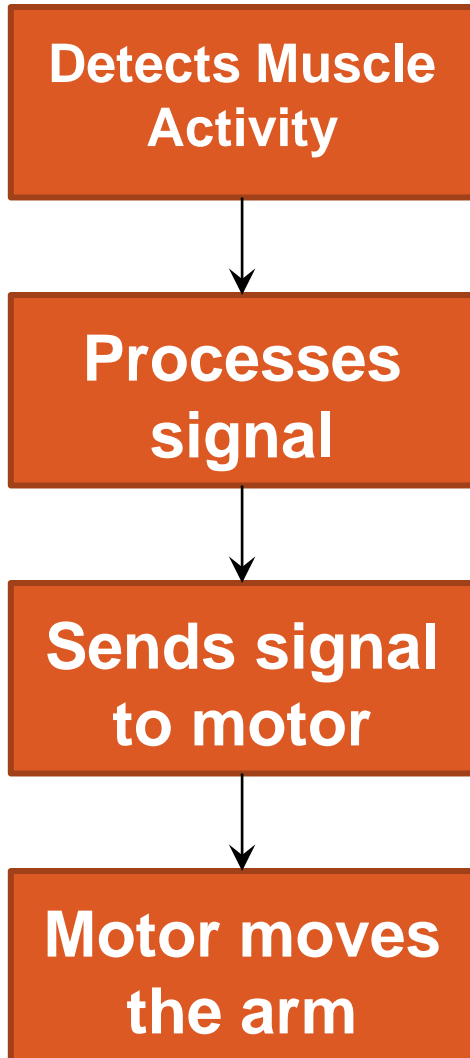 Detects Muscle
Activity
Processes
signal
Sends signal
to motor
Motor moves
the arm